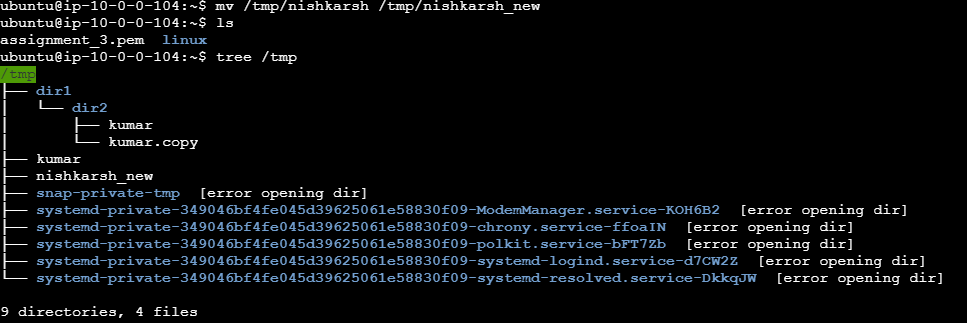 ubuntu@ip-10-0-0-104:~$ mv /tmp/nishkarsh /tmp/nishkarsh_new
ubuntu@ip-10-0-0-104:~$ ls
assignment_3.pem  linux
ubuntu@ip-10-0-0-104:~$ tree /tmp
/tmp
├── dir1
│   └── dir2
│       ├── kumar
│       └── kumar.copy
├── kumar
├── nishkarsh_new
├── snap-private-tmp  [error opening dir]
├── systemd-private-349046bf4fe045d39625061e58830f09-ModemManager.service-KOH6B2  [error opening dir]
├── systemd-private-349046bf4fe045d39625061e58830f09-chrony.service-ffoaIN  [error opening dir]
├── systemd-private-349046bf4fe045d39625061e58830f09-polkit.service-bFT7Zb  [error opening dir]
├── systemd-private-349046bf4fe045d39625061e58830f09-systemd-logind.service-d7CW2Z  [error opening dir]
└── systemd-private-349046bf4fe045d39625061e58830f09-systemd-resolved.service-DkkqJW  [error opening dir]
9 directories, 4 files